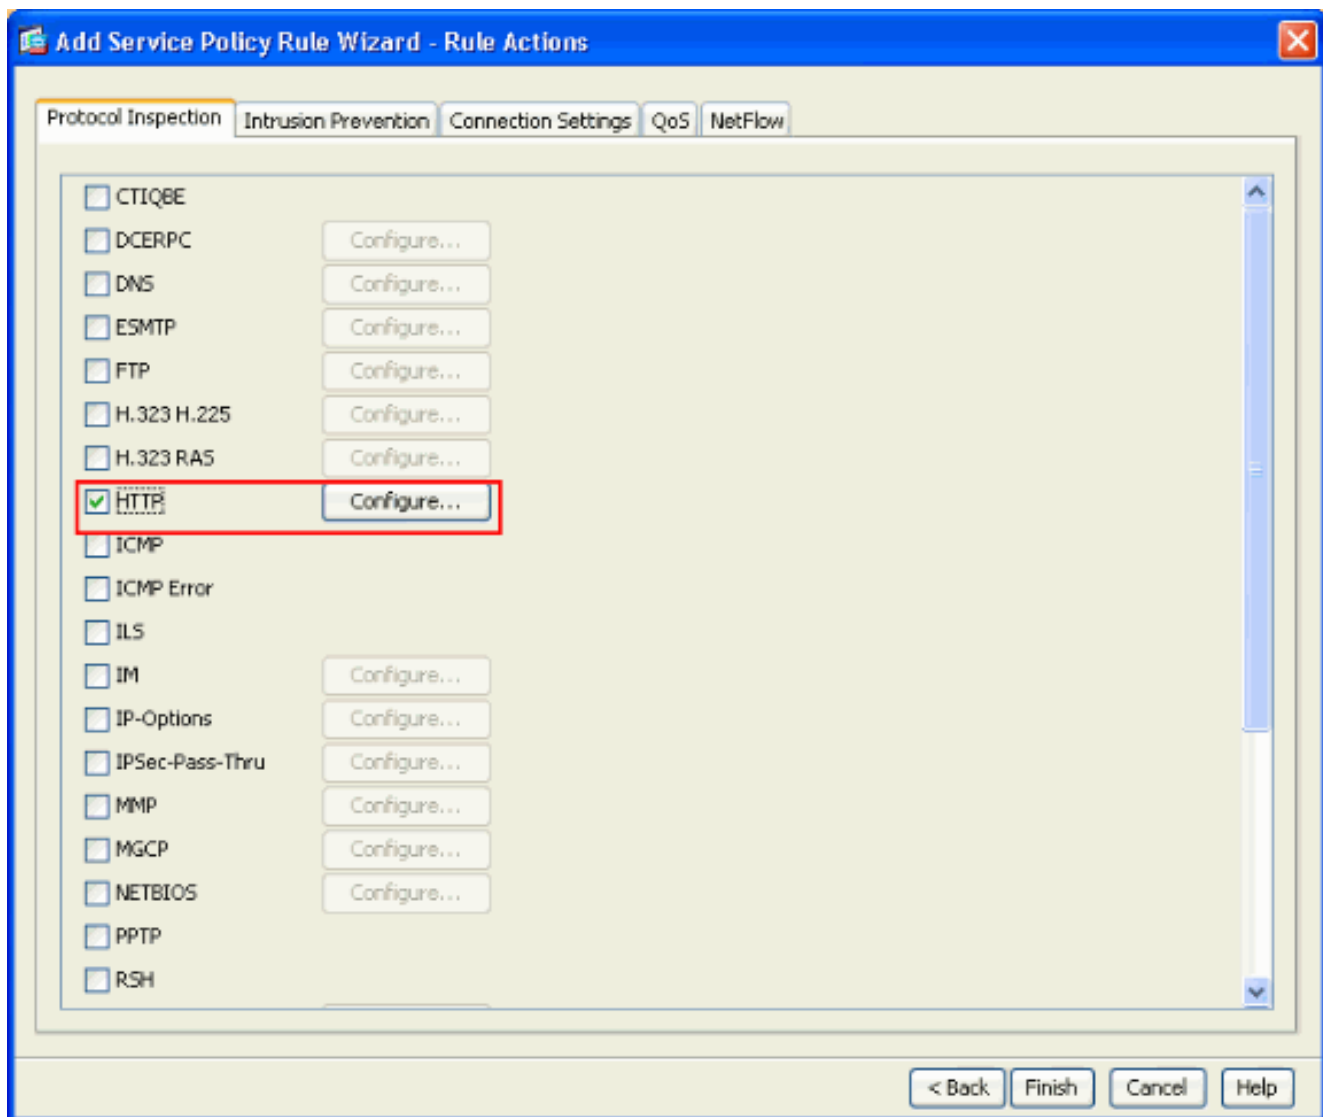 Add Service Policy Rule Wizard - Rule Actions
Protocol Inspection Intrusion Prevention Connection Settings QoS NetFlow
CTIQBE
DCERPC Configure...
DNS Configure...
ESMTP Configure...
FTP Configure...
H.323 H.225 Configure...
H.323 RAS Configure...
HTTP Configure...
ICMP
ICMP Error
ILS
IM Configure...
IP-Options Configure...
IPSec-Pass-Thru Configure...
MMP Configure...
MGCP Configure...
NETBIOS Configure...
PPTP
RSH
< Back Finish Cancel Help